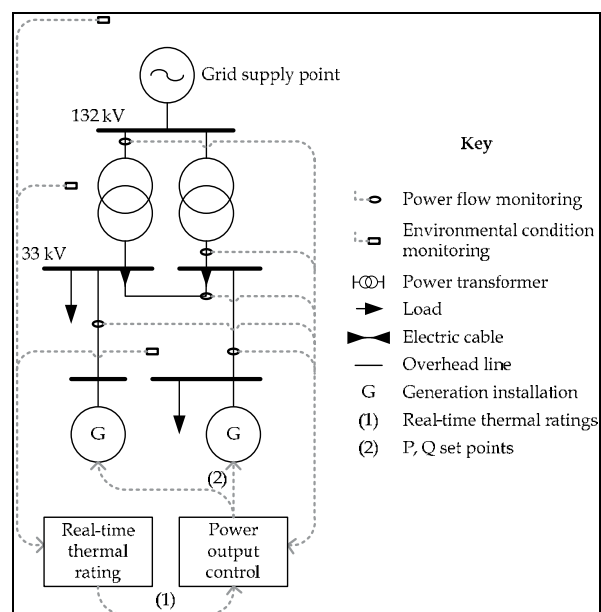 Grid supply point
132 kV
33 kV
G
G
(2)
Real-time
thermal
rating
Power
output
control
(1)
Key
Power flow monitoring
Environmental condition
monitoring
Power transformer
Load
Electric cable
Overhead line
G Generation installation
(1) Real-time thermal ratings
(2) P, Q set points